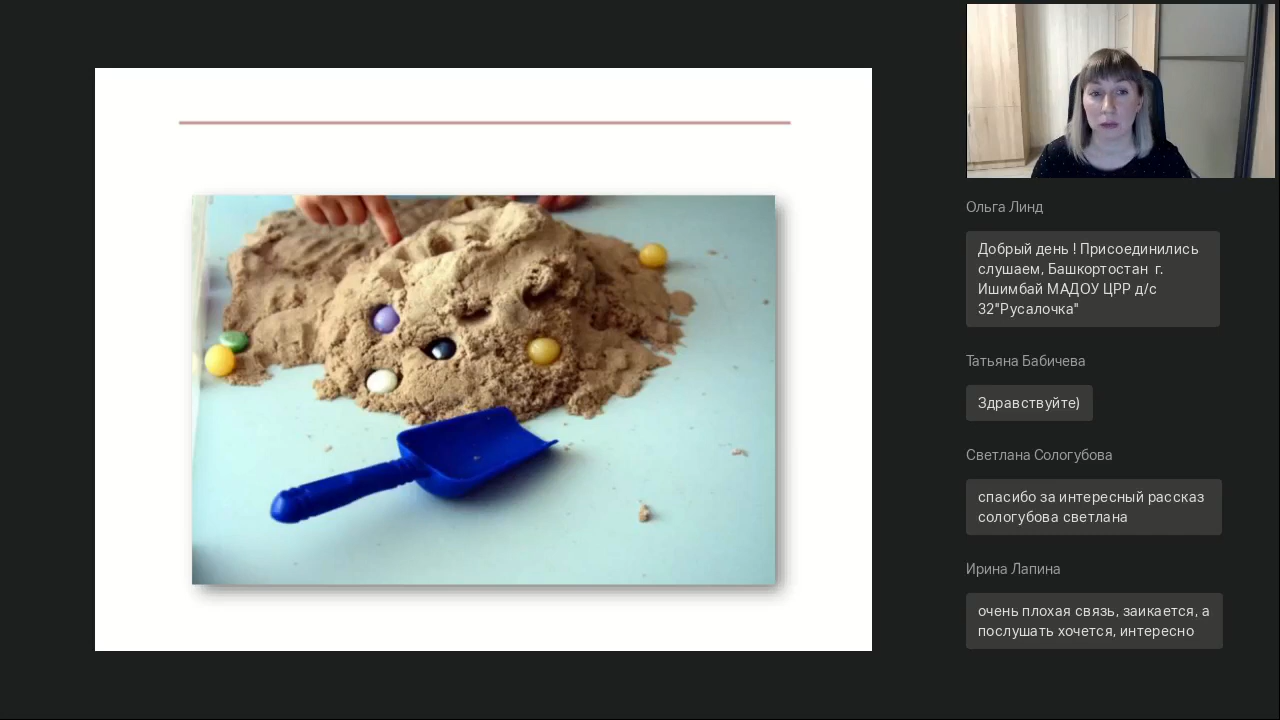 Ольга Линд
Добрый день ! Присоединились
слушаем, Башкортостан  г.
Ишимбай МАДОУ ЦРР д/с
32"Русалочка"
Татьяна Бабичева
Здравствуйте)
Светлана Сологубова
спасибо за интересный рассказ
сологубова светлана
Ирина Лапина
очень плохая связь, заикается, а
послушать хочется, интересно